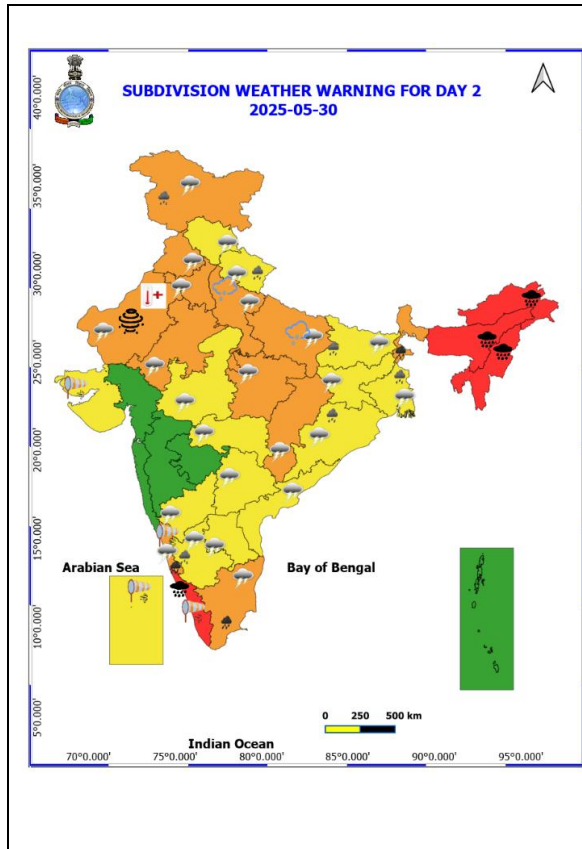 SUBDIVISION WEATHER WARNING FOR DAY 2
2025-05-30
40°0.000'
35°0.000'
30°0.000'
25°0.000'
20°0.000'
15°0.000'
10°0.000'
5°0.000'
Arabian Sea
Bay of Bengal
0 250 500 km
Indian Ocean
70°0.000' 75°0.000' 80°0.000' 85°0.000' 90°0.000' 95°0.000'